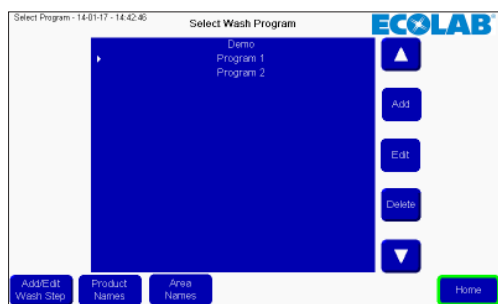 Select Program - 14-01-17 - 14:42:46
Select Wash Program
ECOLAB
Demo
Program 1
Program 2
Add
Edit
Delete
Add/Edit
Wash Step
Product
Names
Area
Names
Home